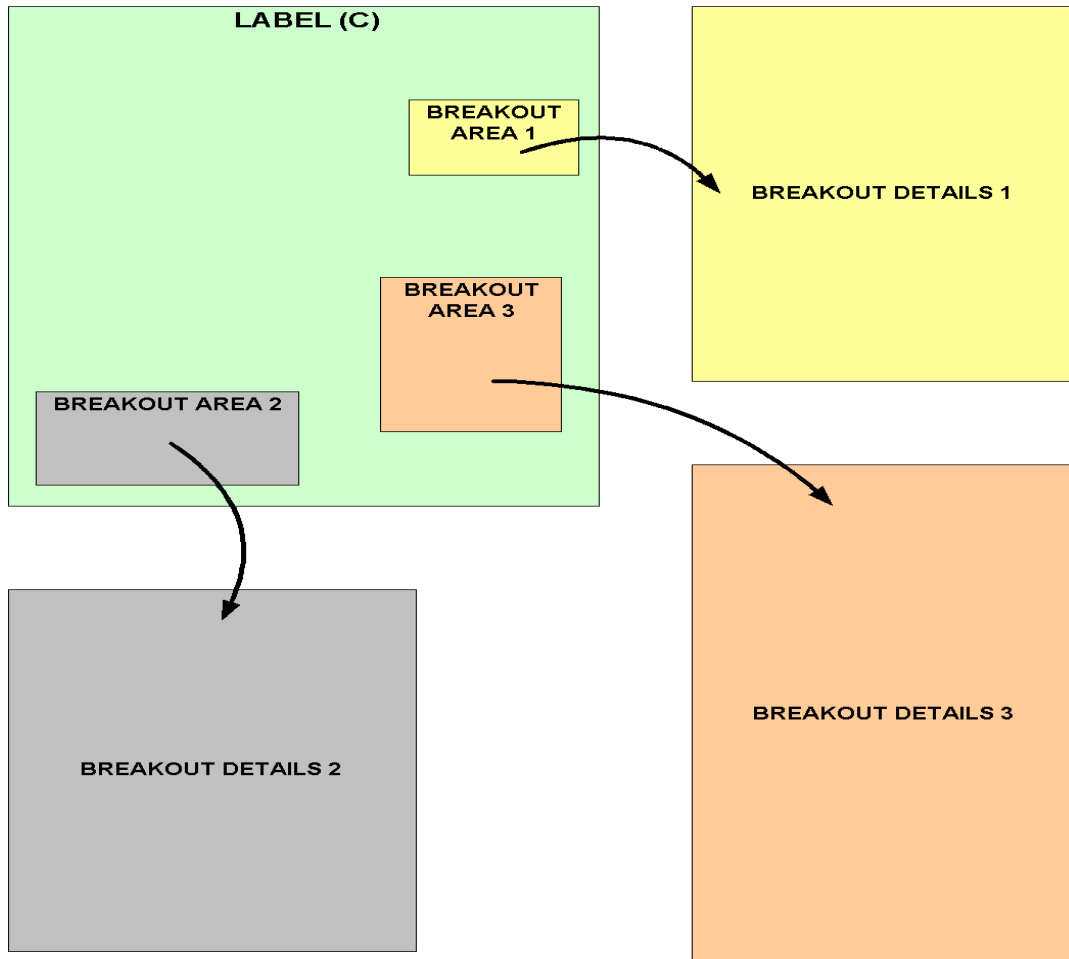 LABEL (C)
BREAKOUT
AREA 1
BREAKOUT DETAILS 1
BREAKOUT
AREA 3
BREAKOUT AREA 2
BREAKOUT DETAILS 3
BREAKOUT DETAILS 2